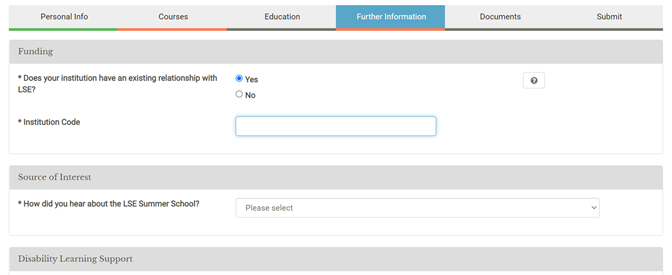 Personal Info Courses Education Further Information Documents Submit
Funding
* Does your institution have an existing relationship with
LSE?
Yes
No
* Institution Code
Source of Interest
* How did you hear about the LSE Summer School?
Please select
Disability Learning Support